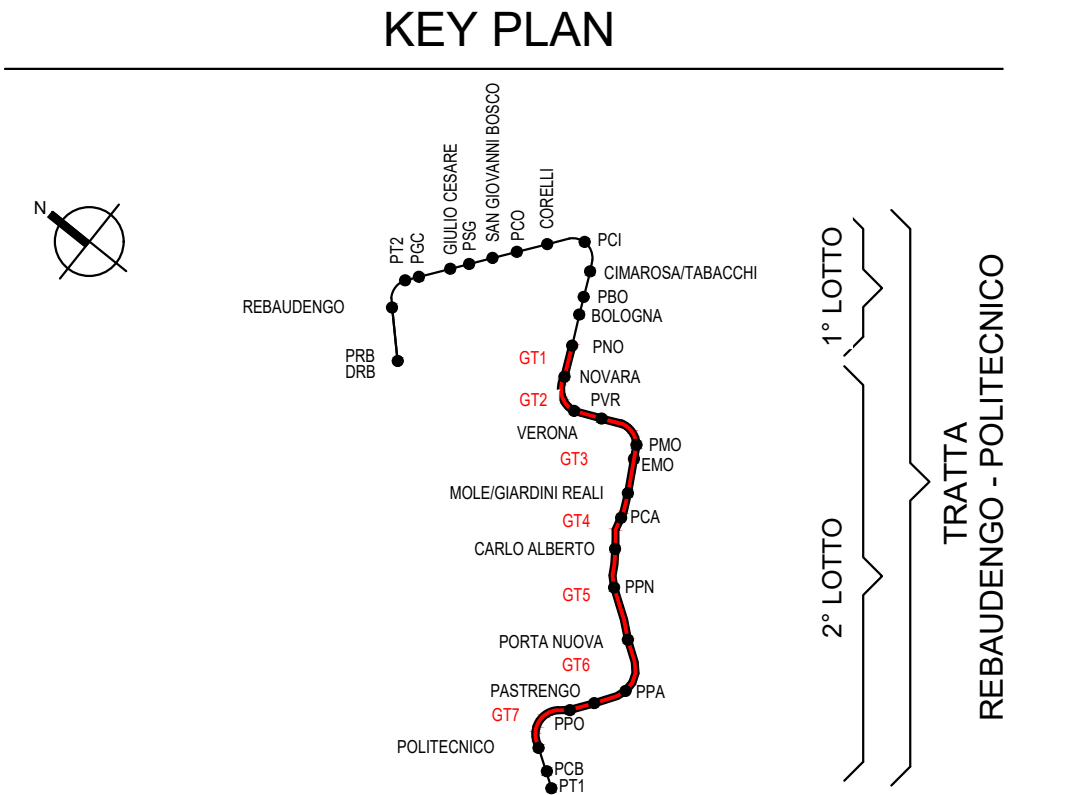 KEY PLAN
N
PT2
PGC
GIULIO CESARE
PSG
SAN GIOVANNI BOSCO
PCO
CORELLI
PCI
CIMAROSA/TABACCHI
PBO
BOLOGNA
REBAUDENGO
PRB
DRB
PNO
GT1
NOVARA
GT2
PVR
VERONA
PMO
GT3
EMO
MOLE/GIARDINI REALI
GT4
PCA
CARLO ALBERTO
GT5
PPN
PORTA NUOVA
GT6
PASTRENGO
PPA
GT7
PPO
POLITECNICO
PCB
PT1
1° LOTTO
2° LOTTO
TRATTA
REBAUDENGO - POLITECNICO